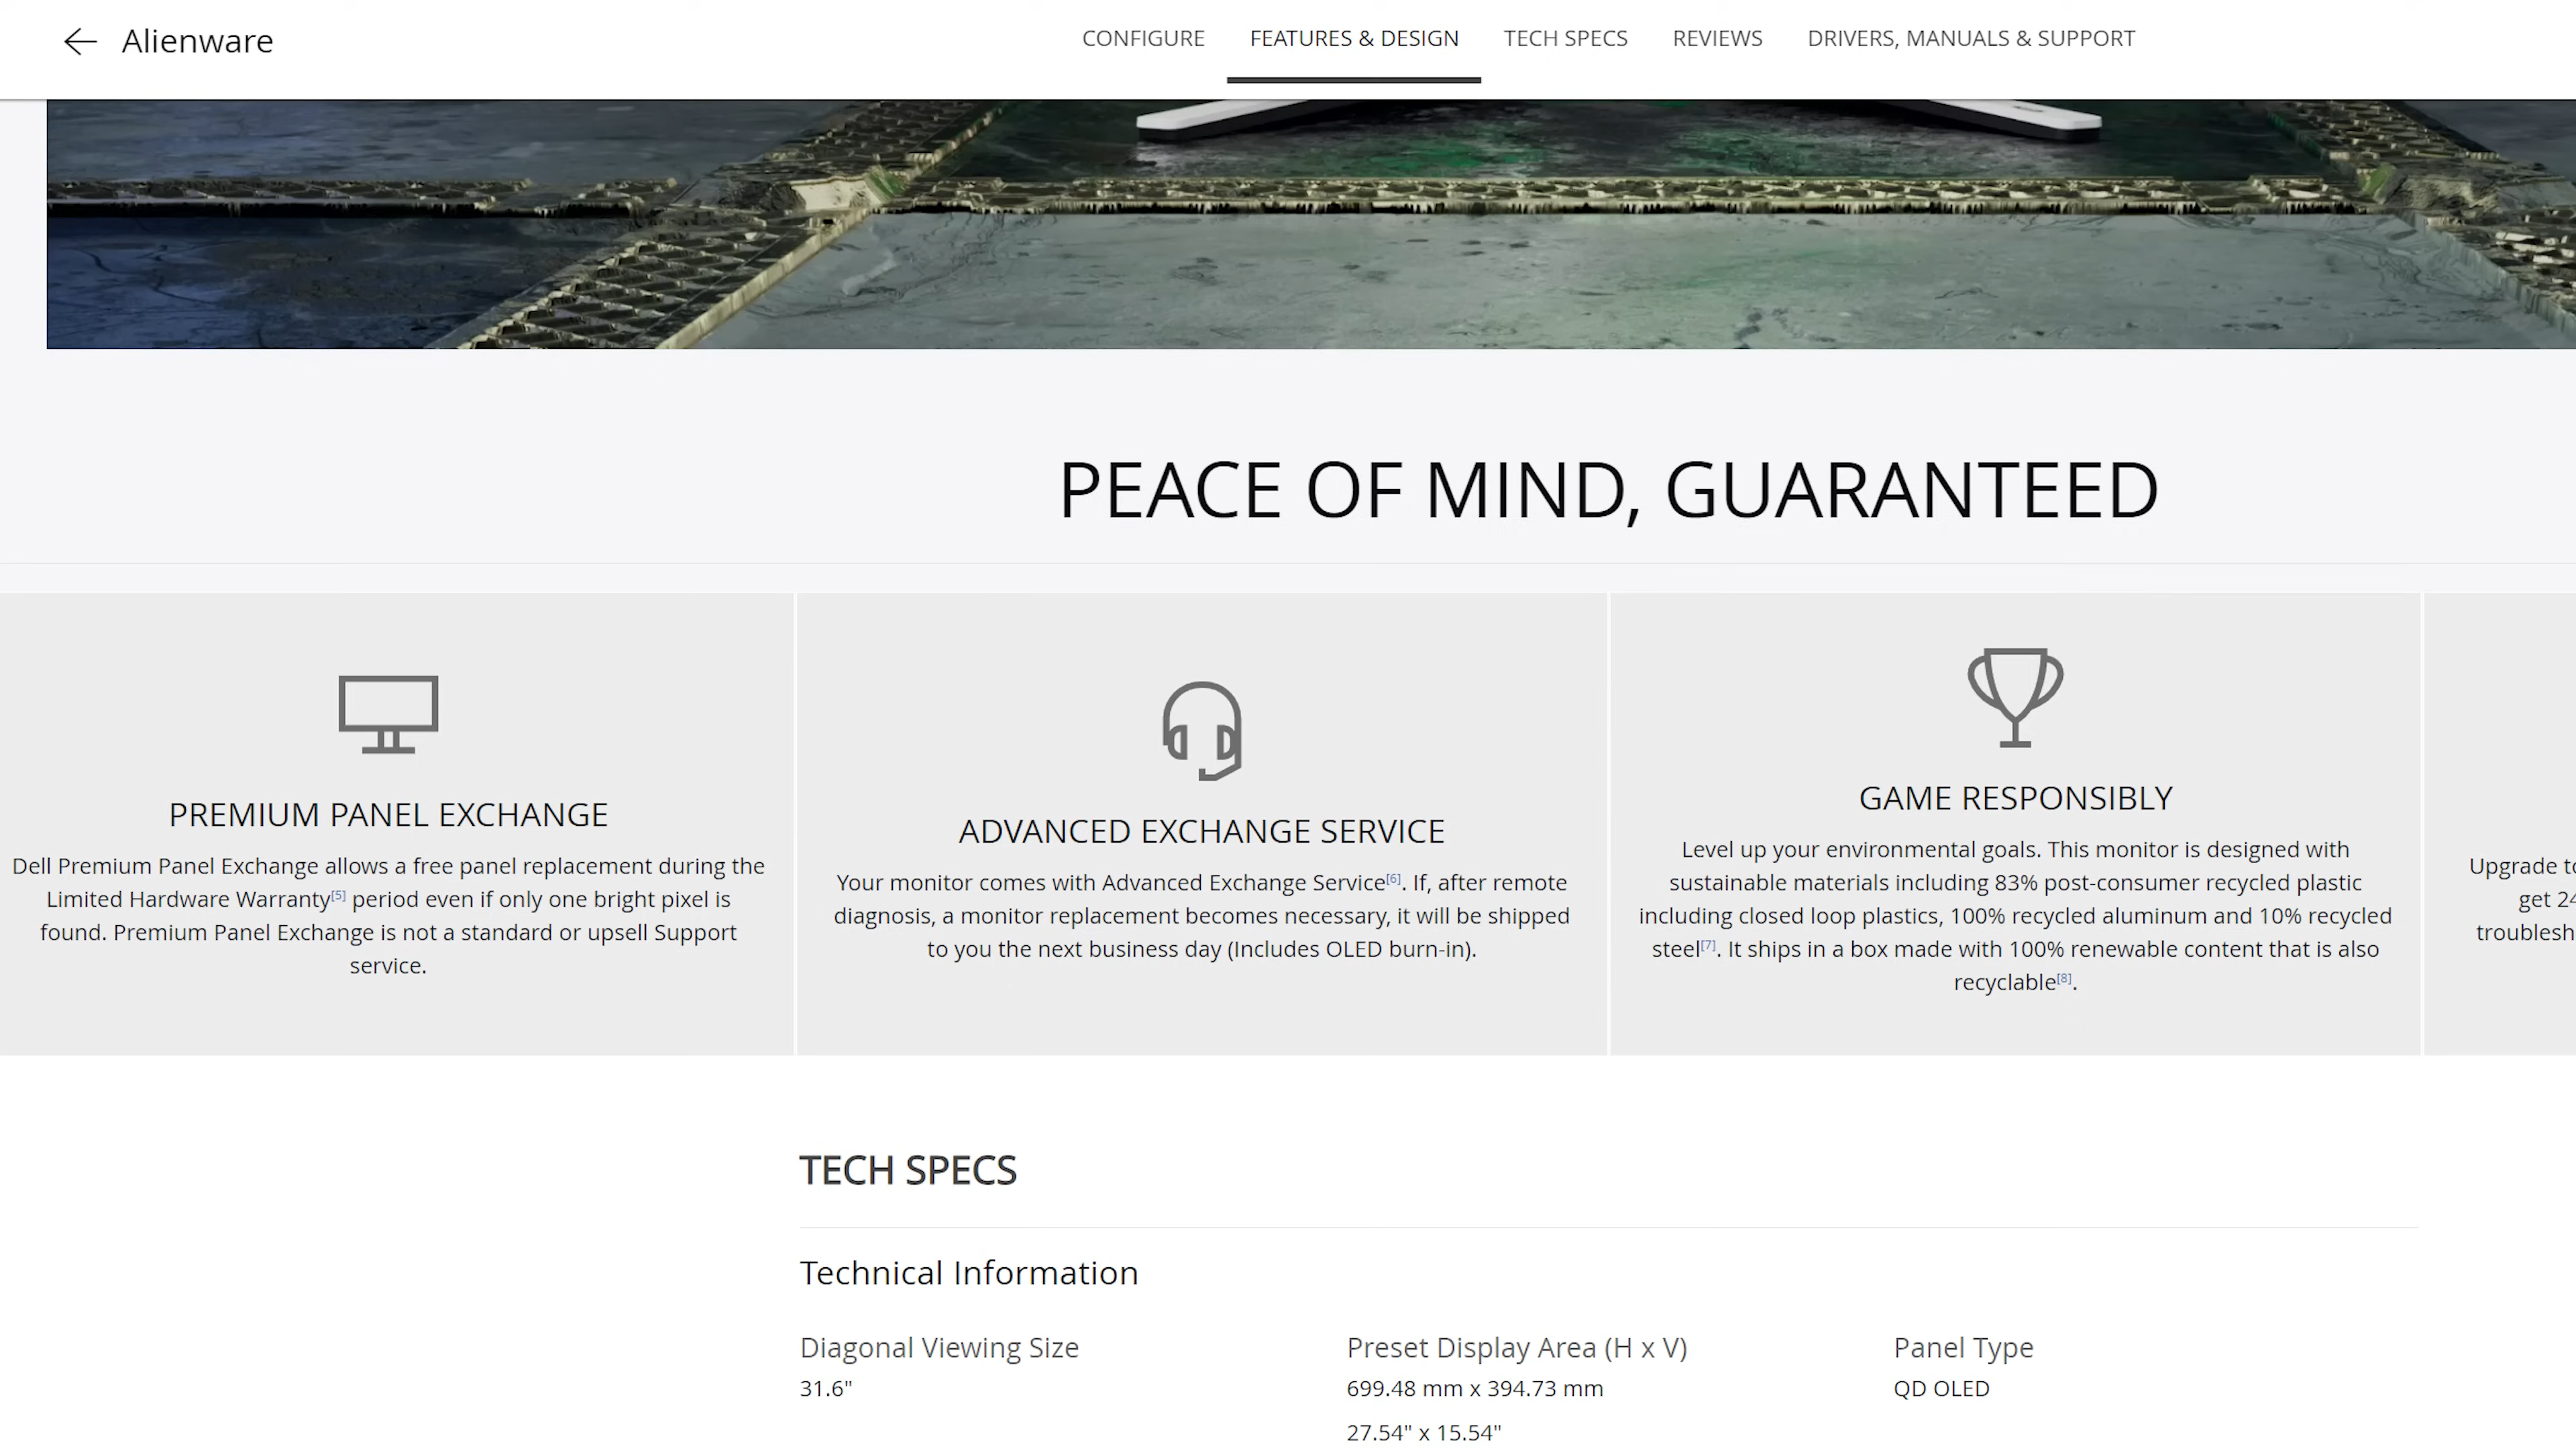 Alienware
CONFIGURE
FEATURES & DESIGN
TECH SPECS
REVIEWS
DRIVERS, MANUALS & SUPPORT
PEACE OF MIND, GUARANTEED
PREMIUM PANEL EXCHANGE
Dell Premium Panel Exchange allows a free panel replacement during the
Limited Hardware Warranty[5] period even if only one bright pixel is
found. Premium Panel Exchange is not a standard or upsell Support
service.
ADVANCED EXCHANGE SERVICE
Your monitor comes with Advanced Exchange Service[6]. If, after remote
diagnosis, a monitor replacement becomes necessary, it will be shipped
to you the next business day (Includes OLED burn-in).
GAME RESPONSIBLY
Level up your environmental goals. This monitor is designed with
sustainable materials including 83% post-consumer recycled plastic
including closed loop plastics, 100% recycled aluminum and 10% recycled
steel[7]. It ships in a box made with 100% renewable content that is also
recyclable[8].
Upgrade
get
TECH SPECS
Technical Information
Diagonal Viewing Size
31.6"
Preset Display Area (H x V)
699.48 mm x 394.73 mm
27.54" x 15.54"
Panel Type
QD OLED